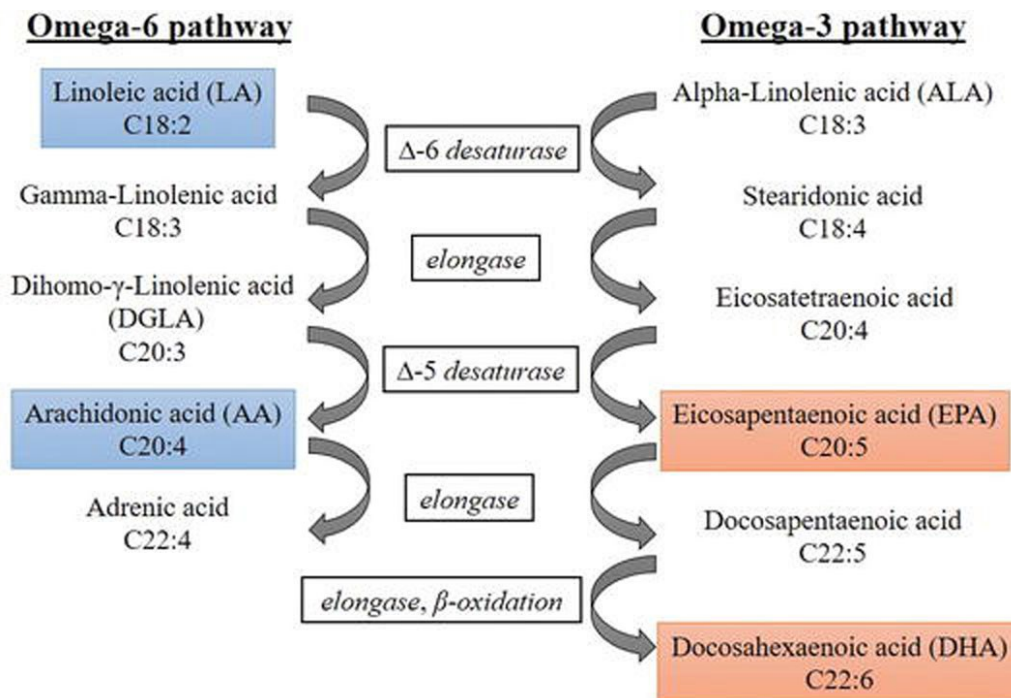 Omega-6 pathway
Linoleic acid (LA)
C18:2
Gamma-Linolenic acid
C18:3
Dihomo-γ-Linolenic acid
(DGLA)
C20:3
Arachidonic acid (AA)
C20:4
Adrenic acid
C22:4
Δ-6 desaturase
elongase
Δ-5 desaturase
elongase
elongase, β-oxidation
Omega-3 pathway
Alpha-Linolenic acid (ALA)
C18:3
Stearidonic acid
C18:4
Eicosatetraenoic acid
C20:4
Eicosapentaenoic acid (EPA)
C20:5
Docosapentaenoic acid
C22:5
Docosahexaenoic acid (DHA)
C22:6